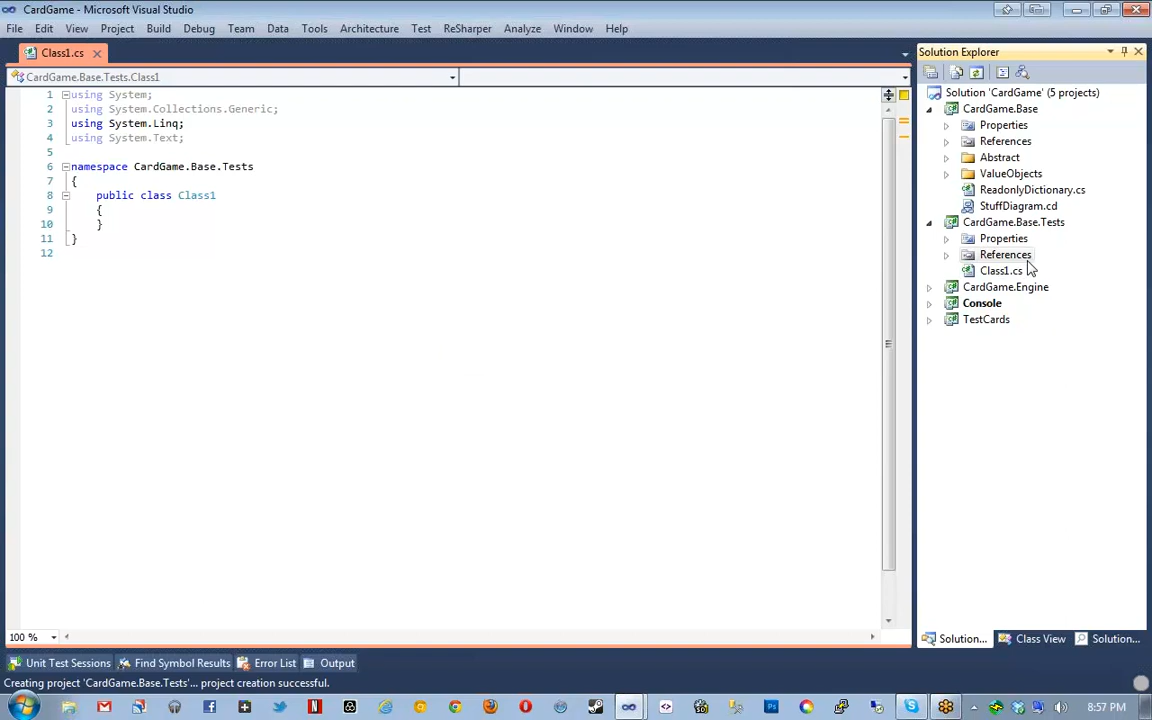 CardGame - Microsoft Visual Studio
File Edit View Project Build Debug Team Data Tools Architecture Test ReSharper Analyze Window Help
Class1.cs
CardGame.Base.Tests.Class1
1 using System;
2 using System.Collections.Generic;
3 using System.Linq;
4 using System.Text;
5
6 namespace CardGame.Base.Tests
7 {
8 public class Class1
9 {
10 }
11 }
12
100 %
Solution Explorer
Solution 'CardGame' (5 projects)
CardGame.Base
Properties
References
Abstract
ValueObjects
ReadonlyDictionary.cs
StuffDiagram.cd
CardGame.Base.Tests
Properties
References
Class1.cs
CardGame.Engine
Console
TestCards
Solution... Class View Solution...
Unit Test Sessions Find Symbol Results Error List Output
Creating project 'CardGame.Base.Tests'... project creation successful.
8:57 PM